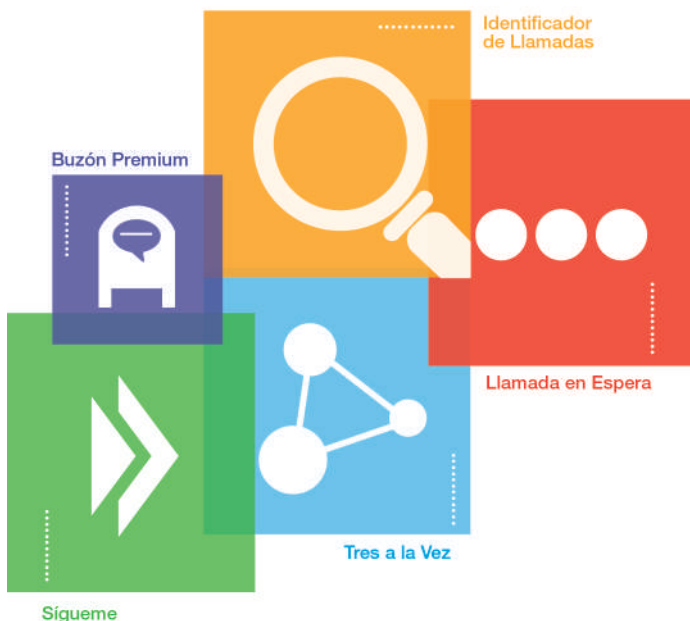 Identificador
de Llamadas
Buzón Premium
Llamada en Espera
Tres a la Vez
Sígueme